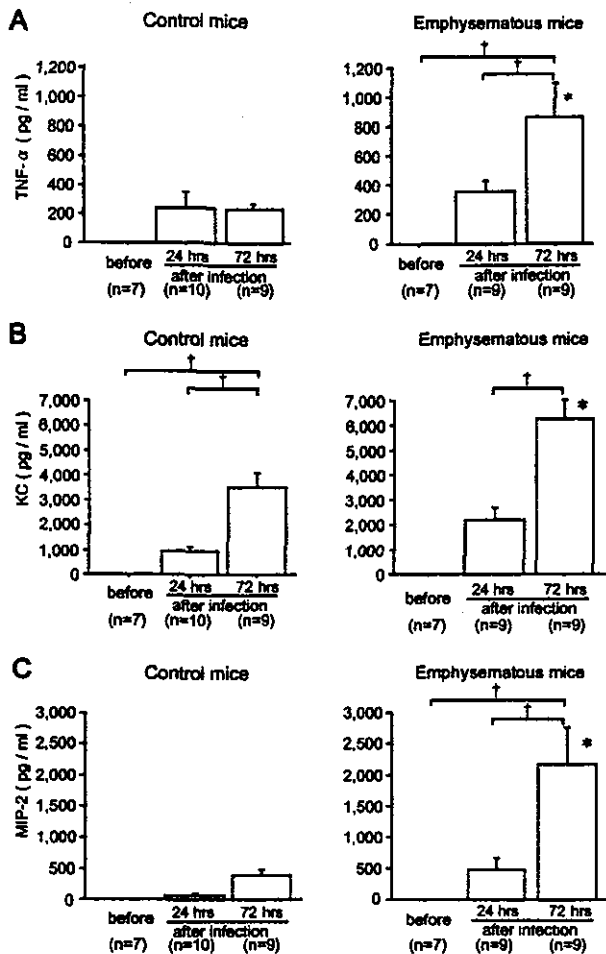 A
Control mice
Emphysematous mice
†
†
1,200
1,000
800
600
400
200
0
TNF-α ( pg / ml )
1,200
1,000
800
600
400
200
0
*
before
24 hrs
72 hrs
after infection
(n=7)
(n=10)
(n=9)
before
24 hrs
72 hrs
after infection
(n=7)
(n=9)
(n=9)
B
Control mice
Emphysematous mice
†
†
†
7,000
6,000
5,000
4,000
3,000
2,000
1,000
0
KC ( pg / ml )
7,000
6,000
5,000
4,000
3,000
2,000
1,000
0
*
before
24 hrs
72 hrs
after infection
(n=7)
(n=10)
(n=9)
before
24 hrs
72 hrs
after infection
(n=7)
(n=9)
(n=9)
C
Control mice
Emphysematous mice
†
†
3,000
2,500
2,000
1,500
1,000
500
0
MIP-2 ( pg / ml )
3,000
2,500
2,000
1,500
1,000
500
0
*
before
24 hrs
72 hrs
after infection
(n=7)
(n=10)
(n=9)
before
24 hrs
72 hrs
after infection
(n=7)
(n=9)
(n=9)